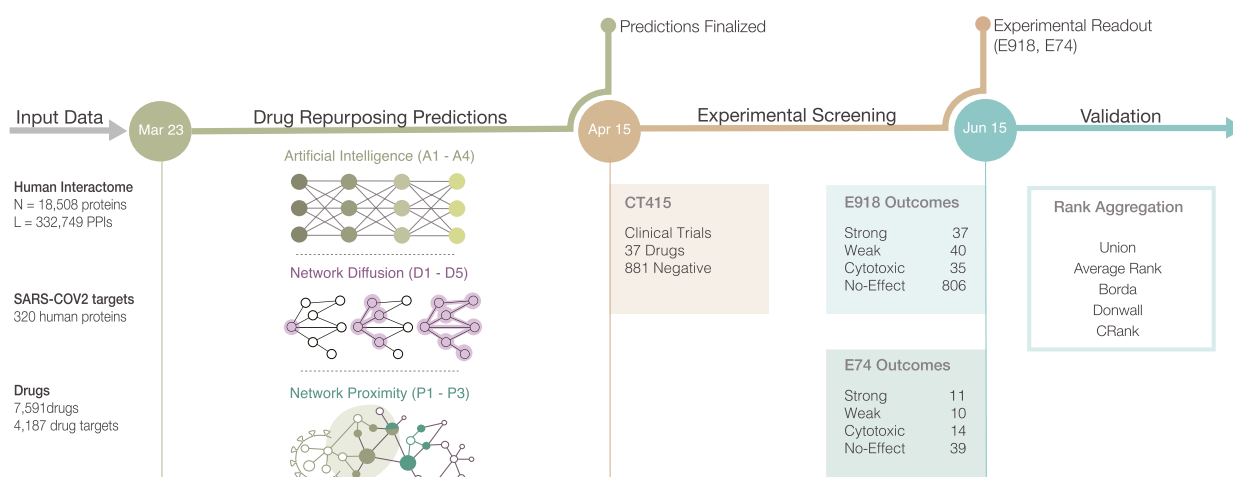 Predictions Finalized
Experimental Readout
(E918, E74)
Input Data
Mar 23
Drug Repurposing Predictions
Apr 15
Experimental Screening
Jun 15
Validation
Human Interactome
N = 18,508 proteins
L = 332,749 PPIs
SARS-COV2 targets
320 human proteins
Drugs
7,591drugs
4,187 drug targets
Artificial Intelligence (A1 - A4)
Network Diffusion (D1 - D5)
Network Proximity (P1 - P3)
CT415
Clinical Trials
37 Drugs
881 Negative
E918 Outcomes
Strong 37
Weak 40
Cytotoxic 35
No-Effect 806
E74 Outcomes
Strong 11
Weak 10
Cytotoxic 14
No-Effect 39
Rank Aggregation
Union
Average Rank
Borda
Donwall
CRank